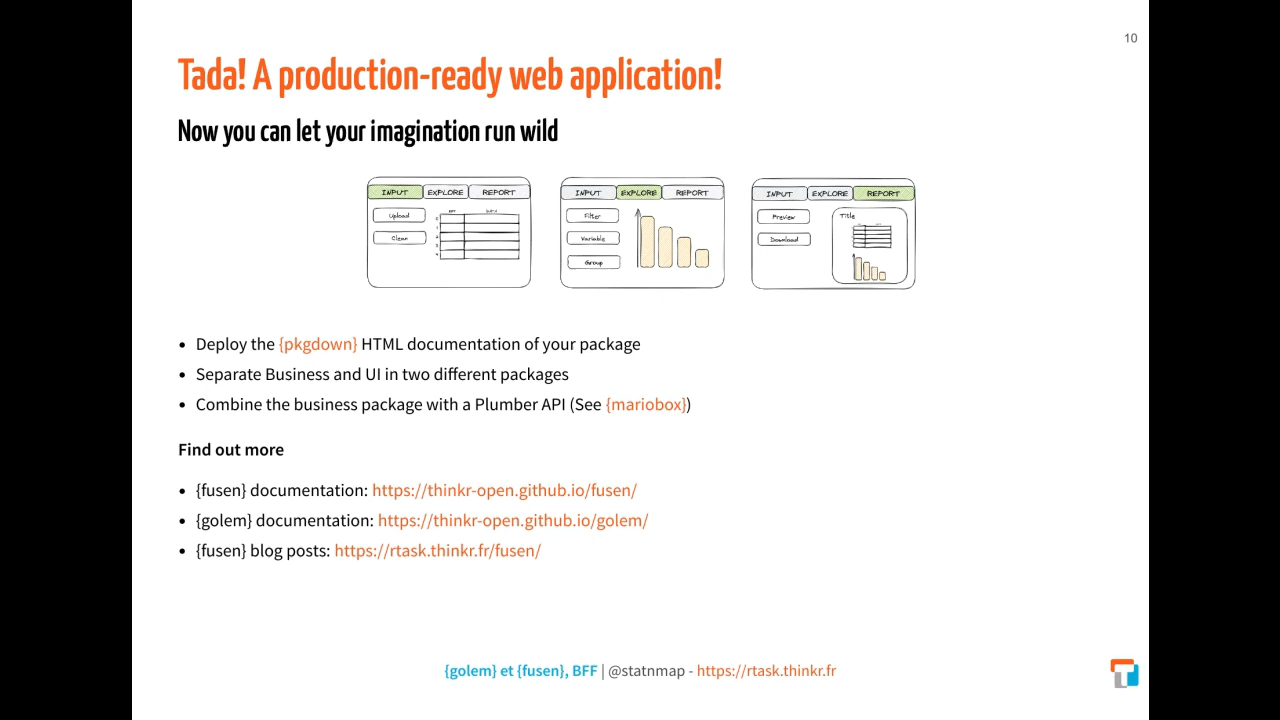 10
Tada! A production-ready web application!
Now you can let your imagination run wild
INPUT EXPLORE REPORT
Upload
Clean
INPUT EXPLORE REPORT
Filter
Variable
Group
INPUT EXPLORE REPORT
Preview
Download
Title
• Deploy the {pkgdown} HTML documentation of your package
• Separate Business and UI in two different packages
• Combine the business package with a Plumber API (See {mariobox})
Find out more
• {fusen} documentation: https://thinkr-open.github.io/fusen/
• {golem} documentation: https://thinkr-open.github.io/golem/
• {fusen} blog posts: https://rtask.thinkr.fr/fusen/
{golem} et {fusen}, BFF | @statnmap - https://rtask.thinkr.fr